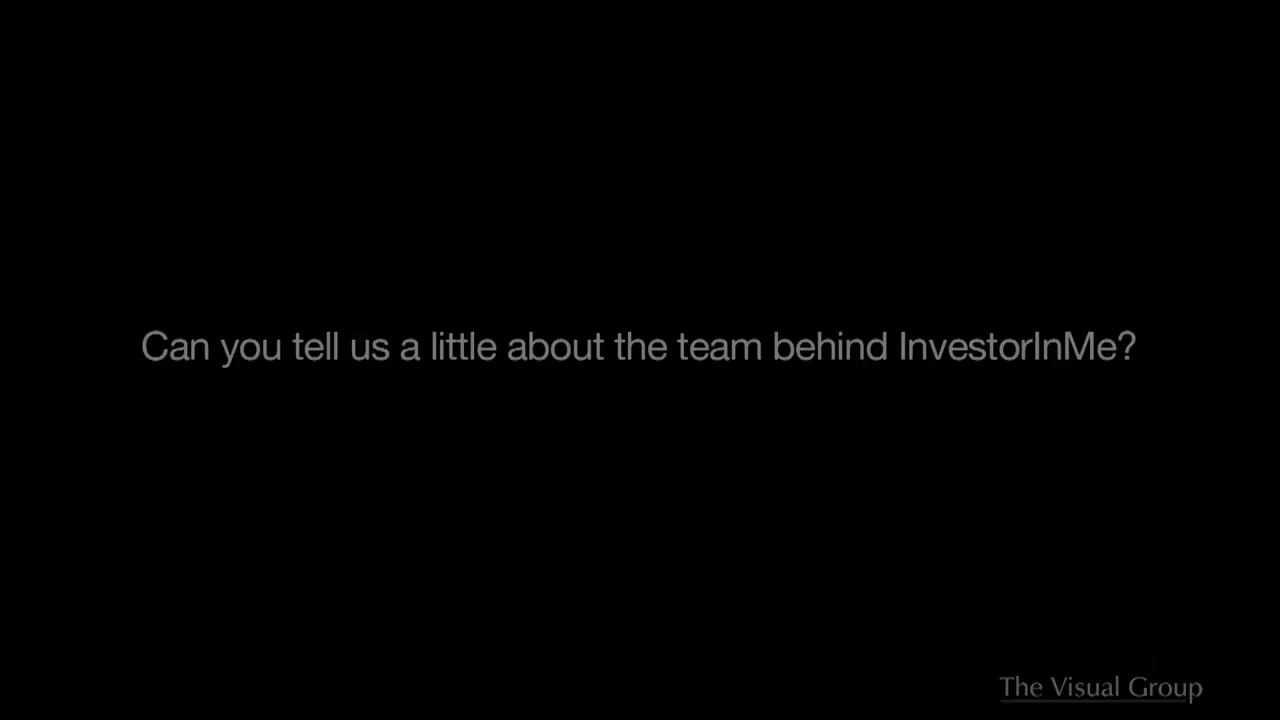 Can you tell us a little about the team behind InvestorInMe?
The Visual Group